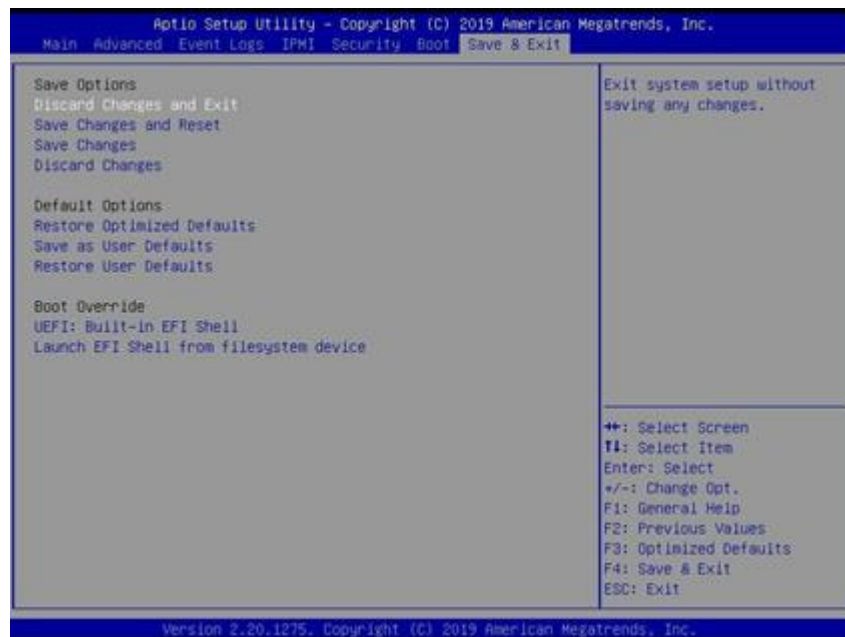 Aptio Setup Utility – Copyright (C) 2019 American Megatrends, Inc.
Main Advanced Event Logs IPMI Security Boot Save & Exit
Save Options
Discard Changes and Exit
Save Changes and Reset
Save Changes
Discard Changes
Default Options
Restore Optimized Defaults
Save as User Defaults
Restore User Defaults
Boot Override
UEFI: Built-in EFI Shell
Launch EFI Shell from filesystem device
Exit system setup without
saving any changes.
→←: Select Screen
↑↓: Select Item
Enter: Select
+/-: Change Opt.
F1: General Help
F2: Previous Values
F3: Optimized Defaults
F4: Save & Exit
ESC: Exit
Version 2.20.1275. Copyright (C) 2019 American Megatrends, Inc.